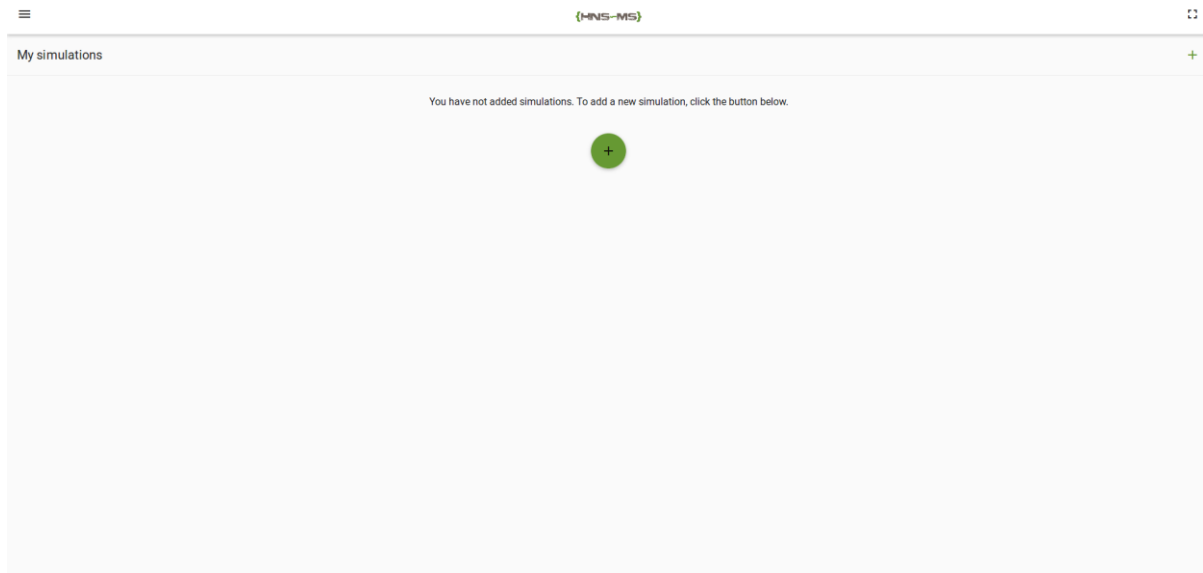 {HNS-MS}
My simulations
You have not added simulations. To add a new simulation, click the button below.